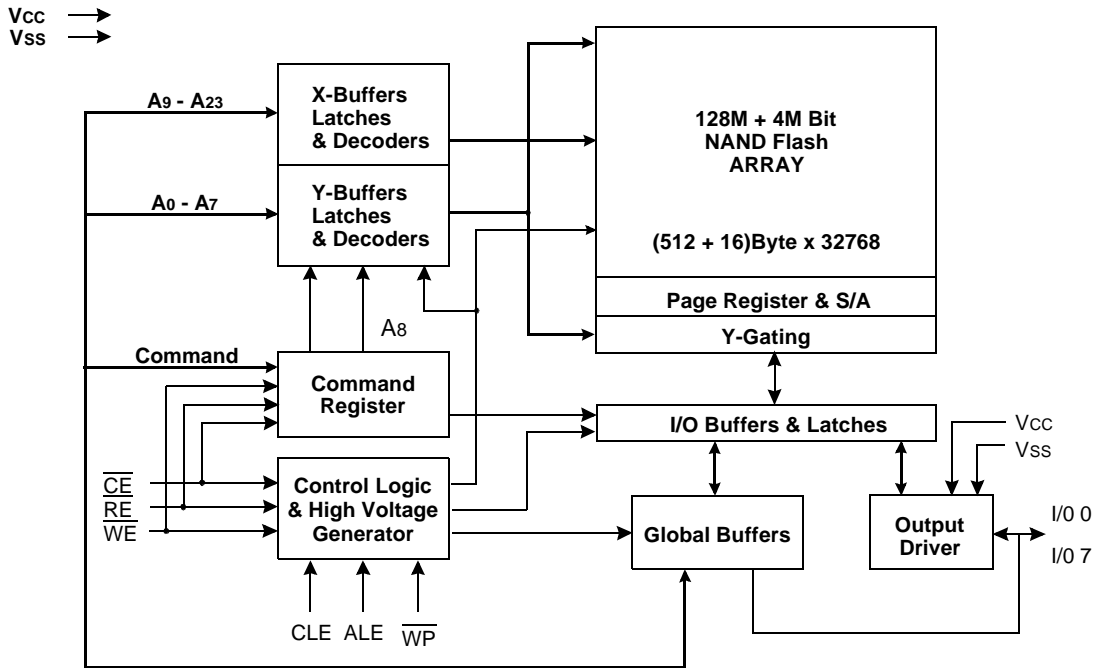 VCC
VSS
A9 - A23
X-Buffers
Latches
& Decoders
A0 - A7
Y-Buffers
Latches
& Decoders
128M + 4M Bit
NAND Flash
ARRAY
(512 + 16)Byte x 32768
Page Register & S/A
Y-Gating
A8
Command
Command
Register
I/O Buffers & Latches
VCC
VSS
CE
RE
WE
Control Logic
& High Voltage
Generator
Global Buffers
Output
Driver
I/0 0
I/0 7
CLE
ALE
WP